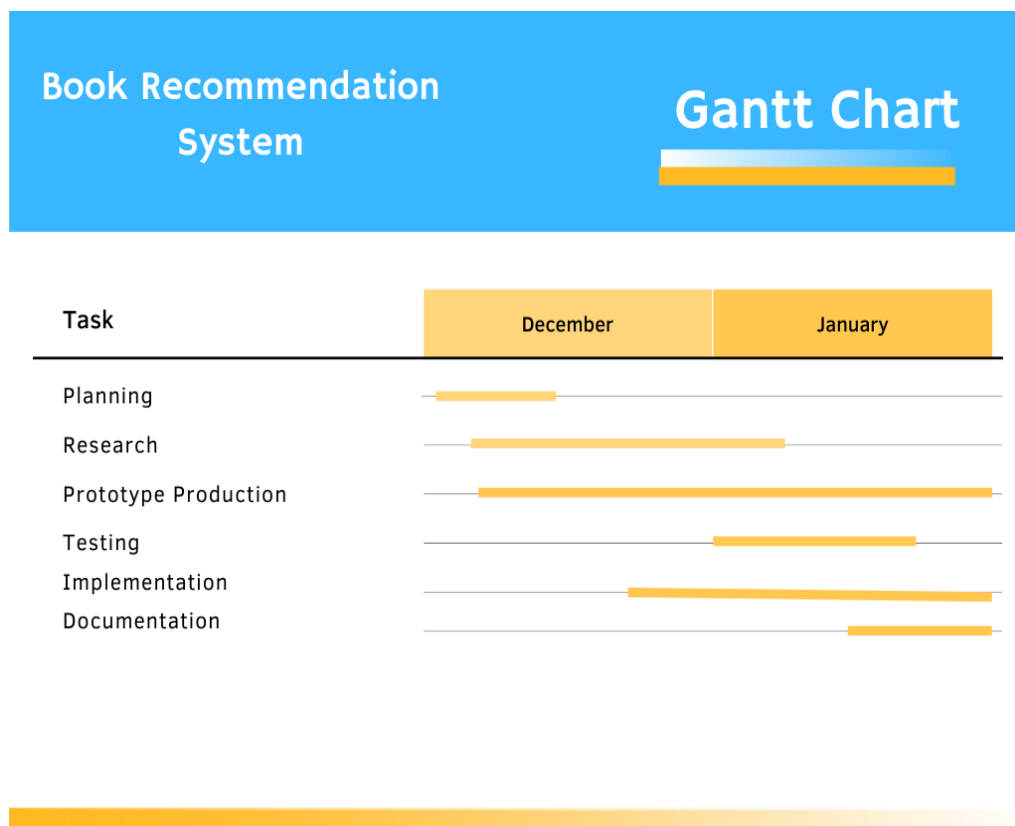 Book Recommendation
System
Gantt Chart
Task
December
January
Planning
Research
Prototype Production
Testing
Implementation
Documentation